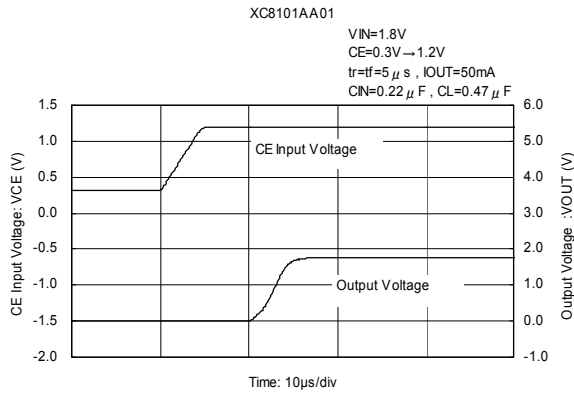 XC8101AA01
VIN=1.8V
CE=0.3V→1.2V
tr=tf=5μs , IOUT=50mA
CIN=0.22μF , CL=0.47μF
CE Input Voltage: VCE (V)
1.5
1.0
0.5
0.0
-0.5
-1.0
-1.5
-2.0
CE Input Voltage
Output Voltage
6.0
5.0
4.0
3.0
2.0
1.0
0.0
-1.0
Output Voltage :VOUT (V)
Time: 10μs/div